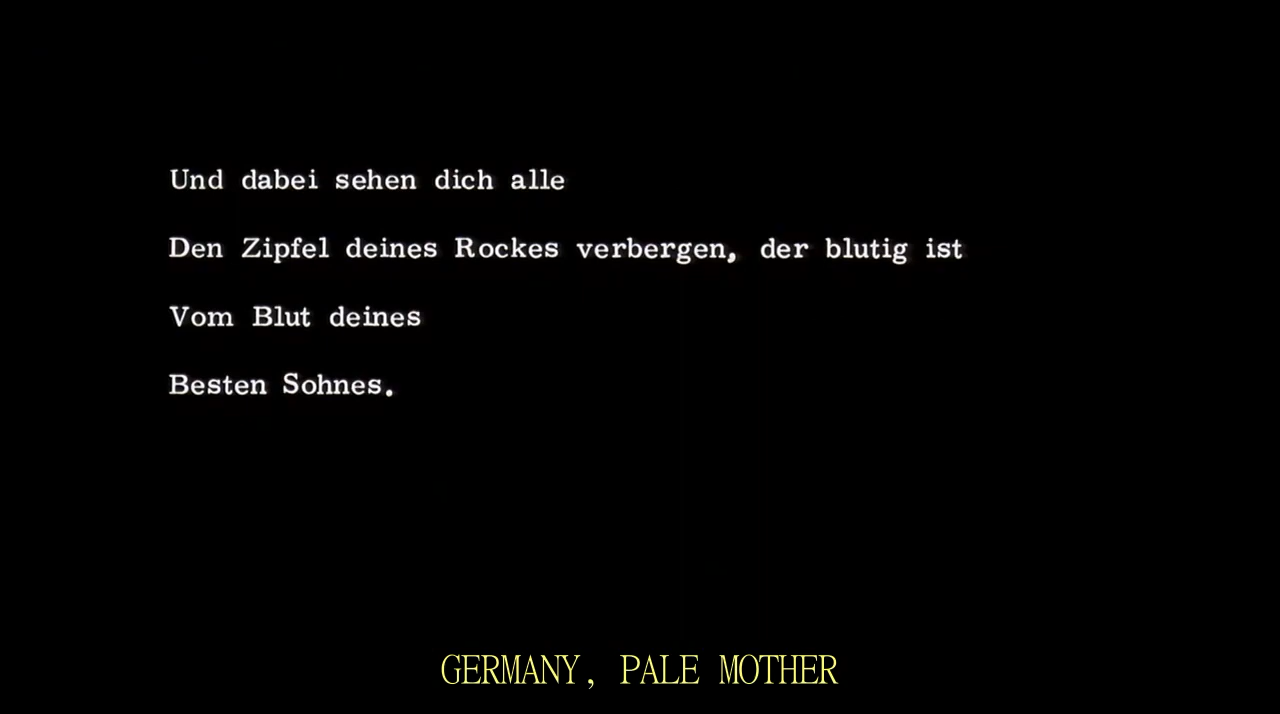 Und dabei sehen dich alle
Den Zipfel deines Rockes verbergen, der blutig ist
Vom Blut deines
Besten Sohnes.
GERMANY, PALE MOTHER